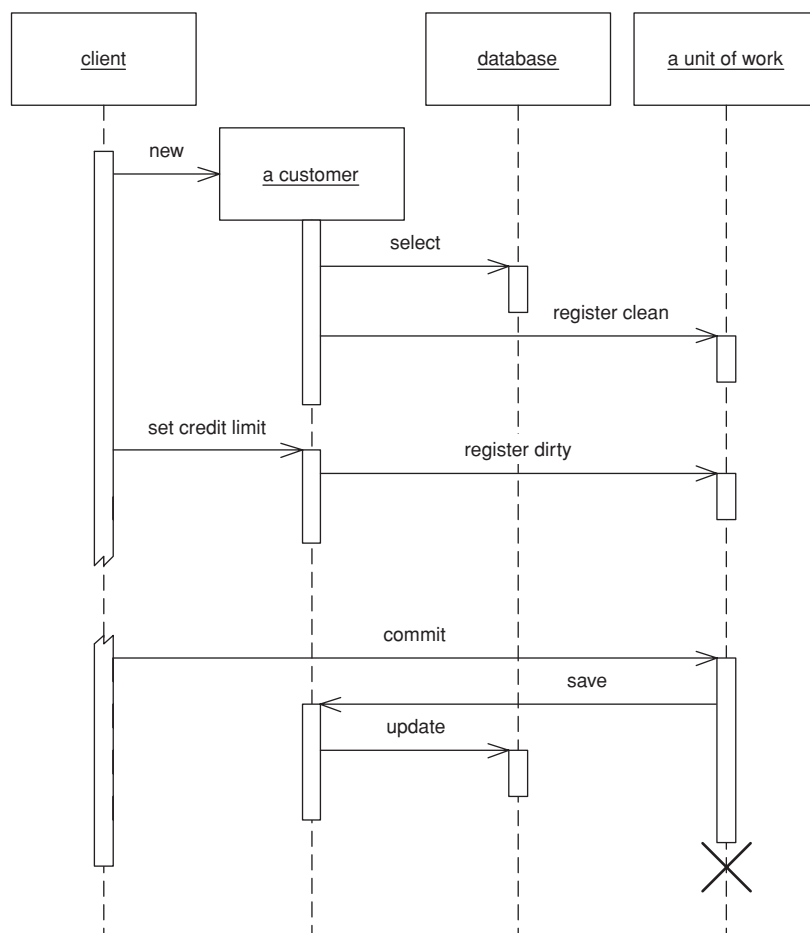 client
database
a unit of work
new
a customer
select
register clean
set credit limit
register dirty
commit
save
update